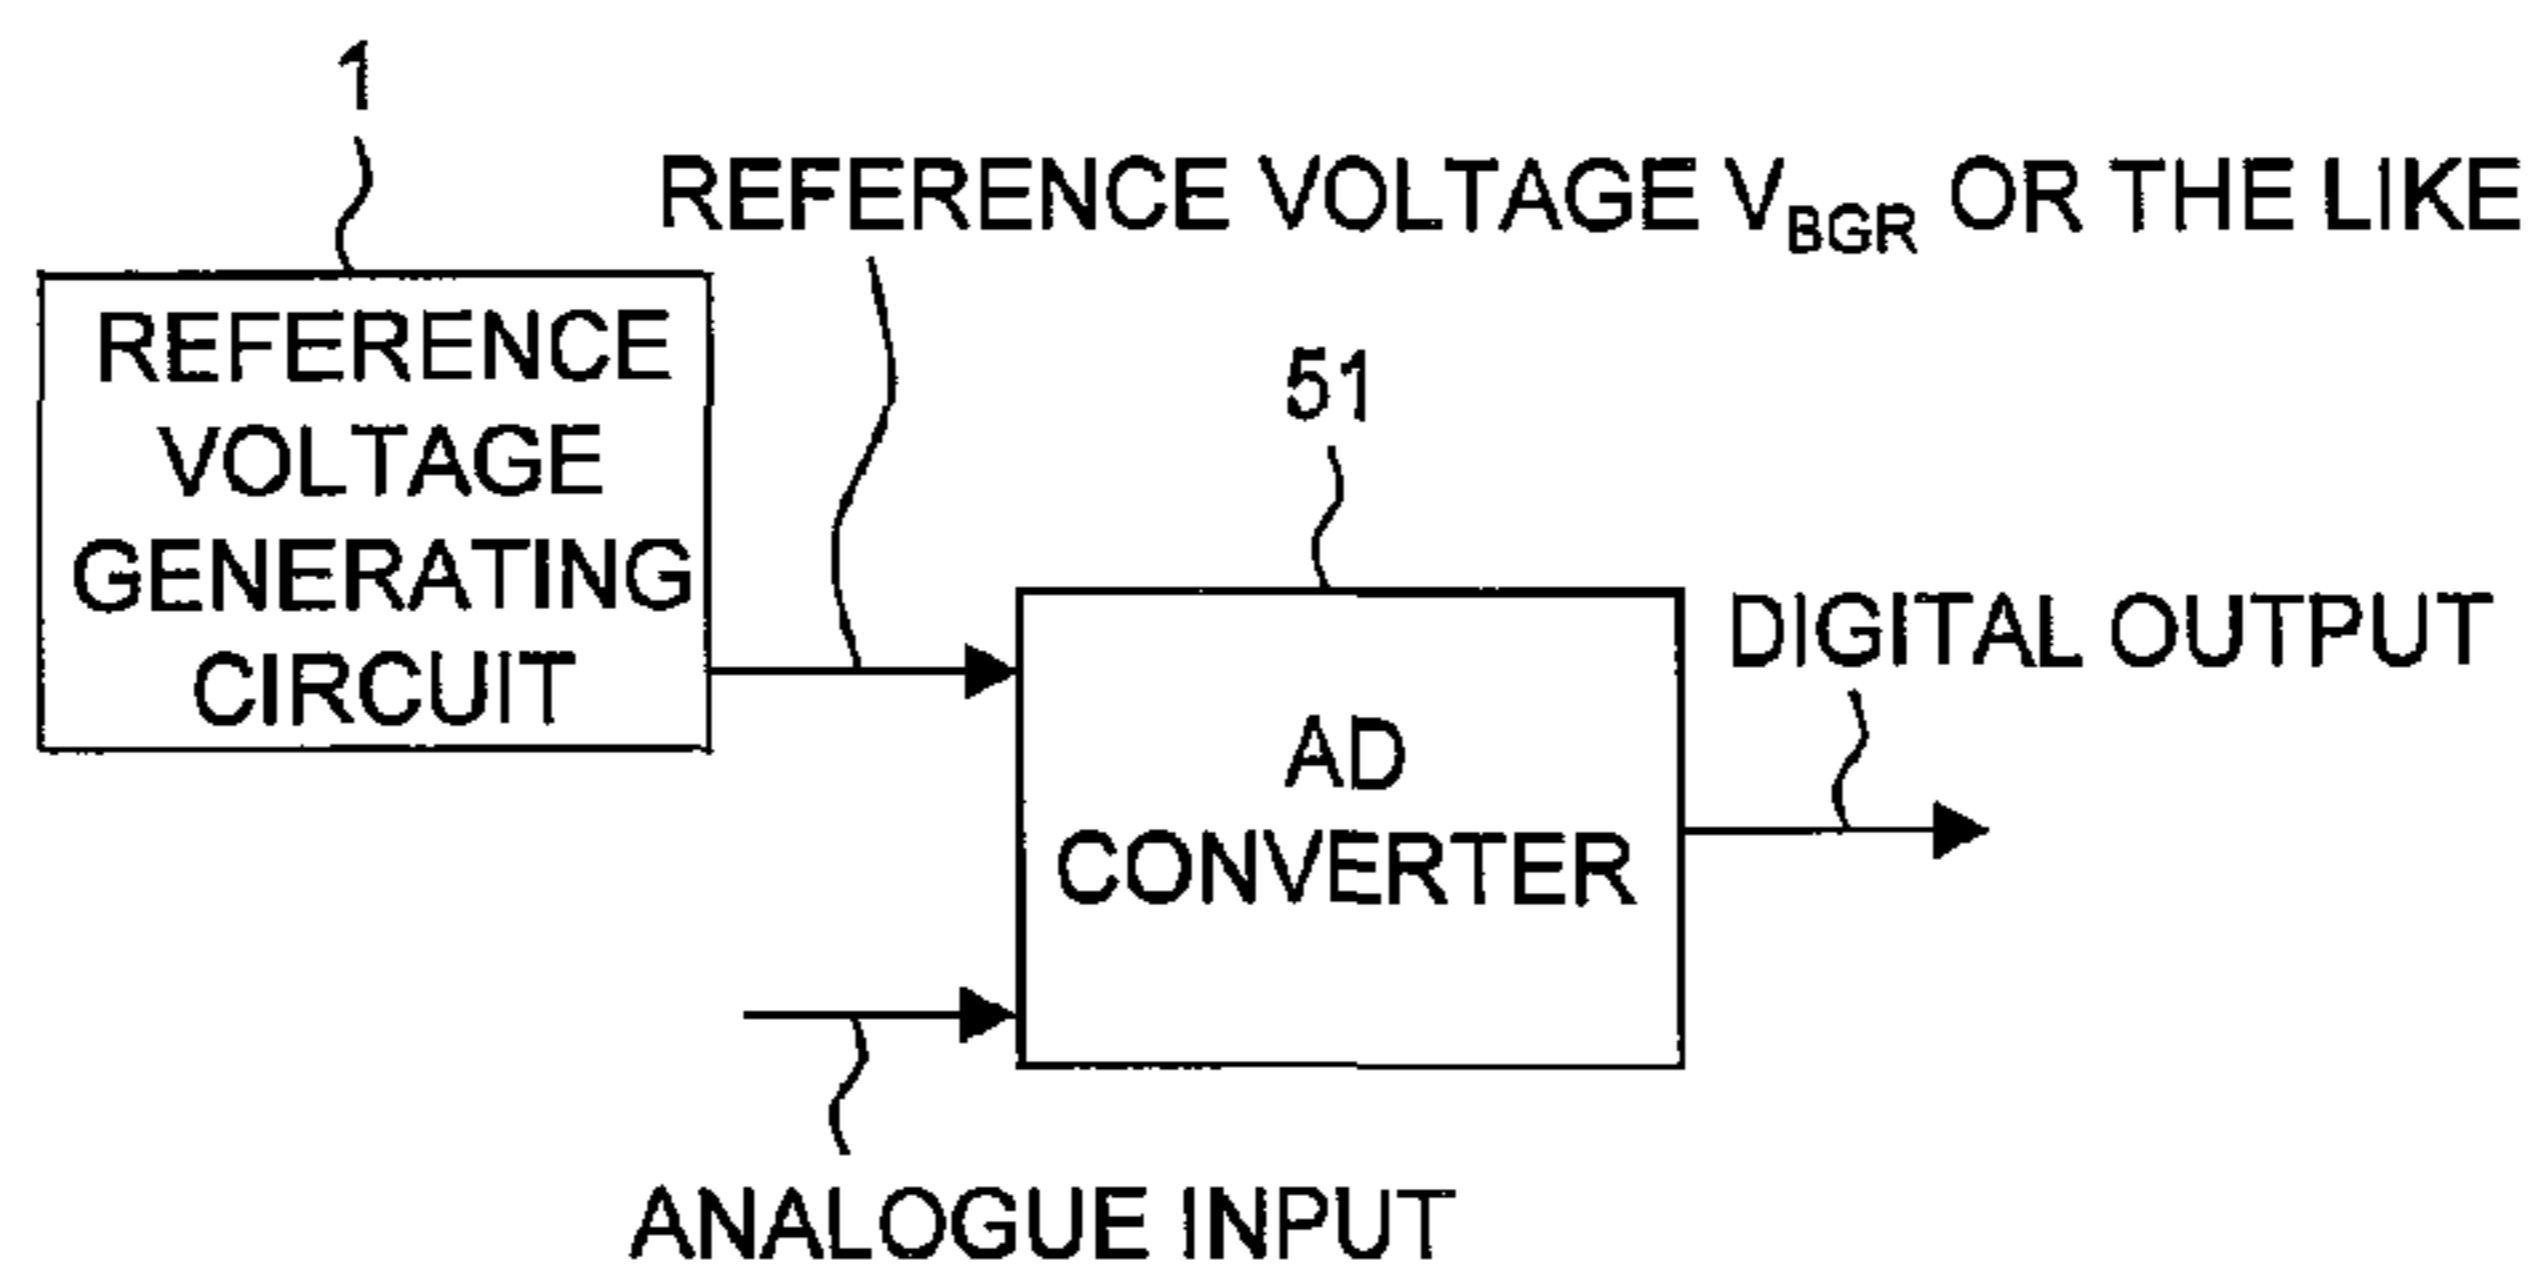 1
REFERENCE VOLTAGE VBGR OR THE LIKE
REFERENCE
VOLTAGE
GENERATING
CIRCUIT
51
DIGITAL OUTPUT
AD
CONVERTER
ANALOGUE INPUT